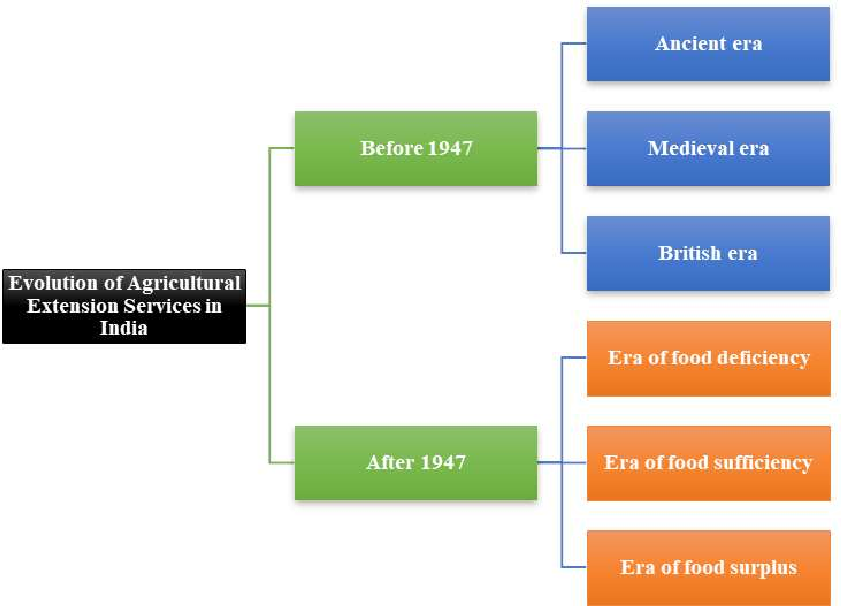 Evolution of Agricultural
Extension Services in
India
Before 1947
Ancient era
Medieval era
British era
After 1947
Era of food deficiency
Era of food sufficiency
Era of food surplus